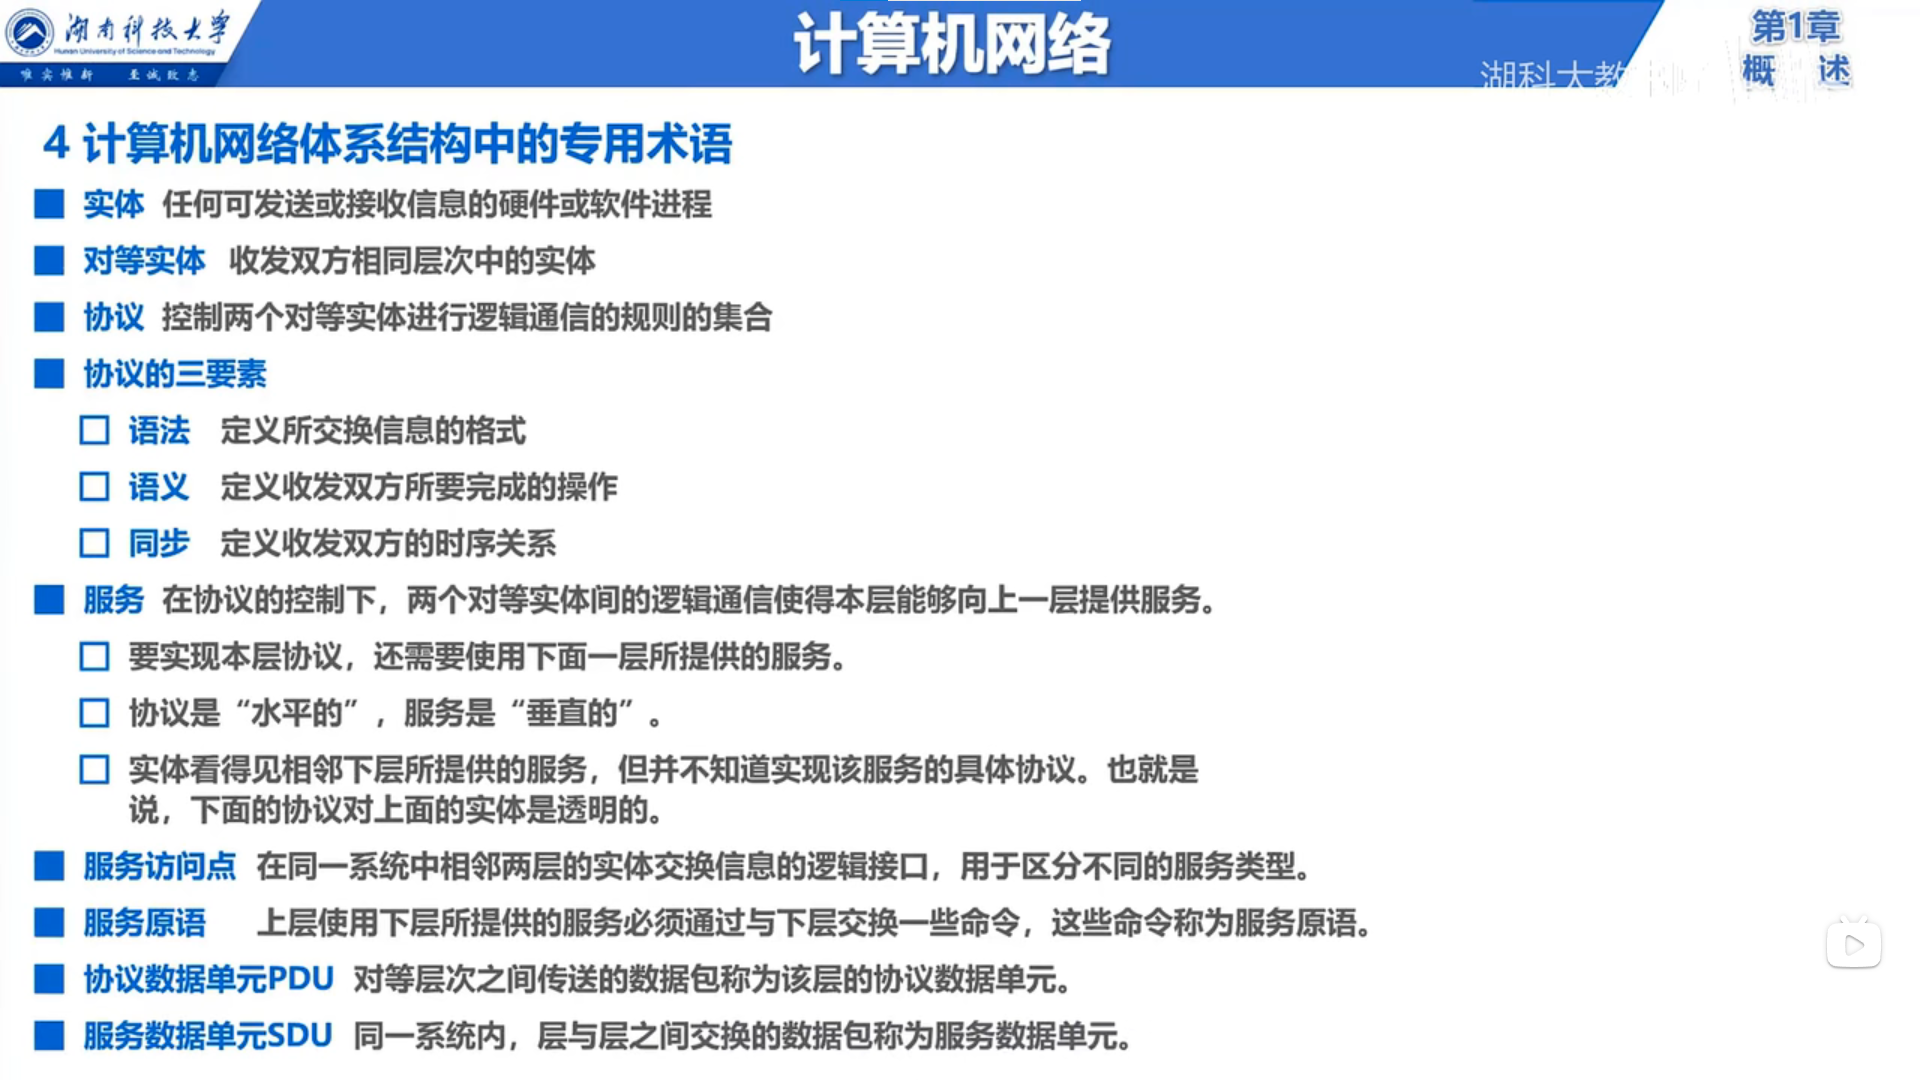 湖南科技大学
Hunan University of Science and Technology
唯实惟新 至诚致志
计算机网络
第1章
概 述
湖科大教
4 计算机网络体系结构中的专用术语
实体 任何可发送或接收信息的硬件或软件进程
对等实体 收发双方相同层次中的实体
协议 控制两个对等实体进行逻辑通信的规则的集合
协议的三要素
语法 定义所交换信息的格式
语义 定义收发双方所要完成的操作
同步 定义收发双方的时序关系
服务 在协议的控制下，两个对等实体间的逻辑通信使得本层能够向上一层提供服务。
要实现本层协议，还需要使用下面一层所提供的服务。
协议是“水平的”，服务是“垂直的”。
实体看得见相邻下层所提供的服务，但并不知道实现该服务的具体协议。也就是
说，下面的协议对上面的实体是透明的。
服务访问点 在同一系统中相邻两层的实体交换信息的逻辑接口，用于区分不同的服务类型。
服务原语 上层使用下层所提供的服务必须通过与下层交换一些命令，这些命令称为服务原语。
协议数据单元PDU 对等层次之间传送的数据包称为该层的协议数据单元。
服务数据单元SDU 同一系统内，层与层之间交换的数据包称为服务数据单元。